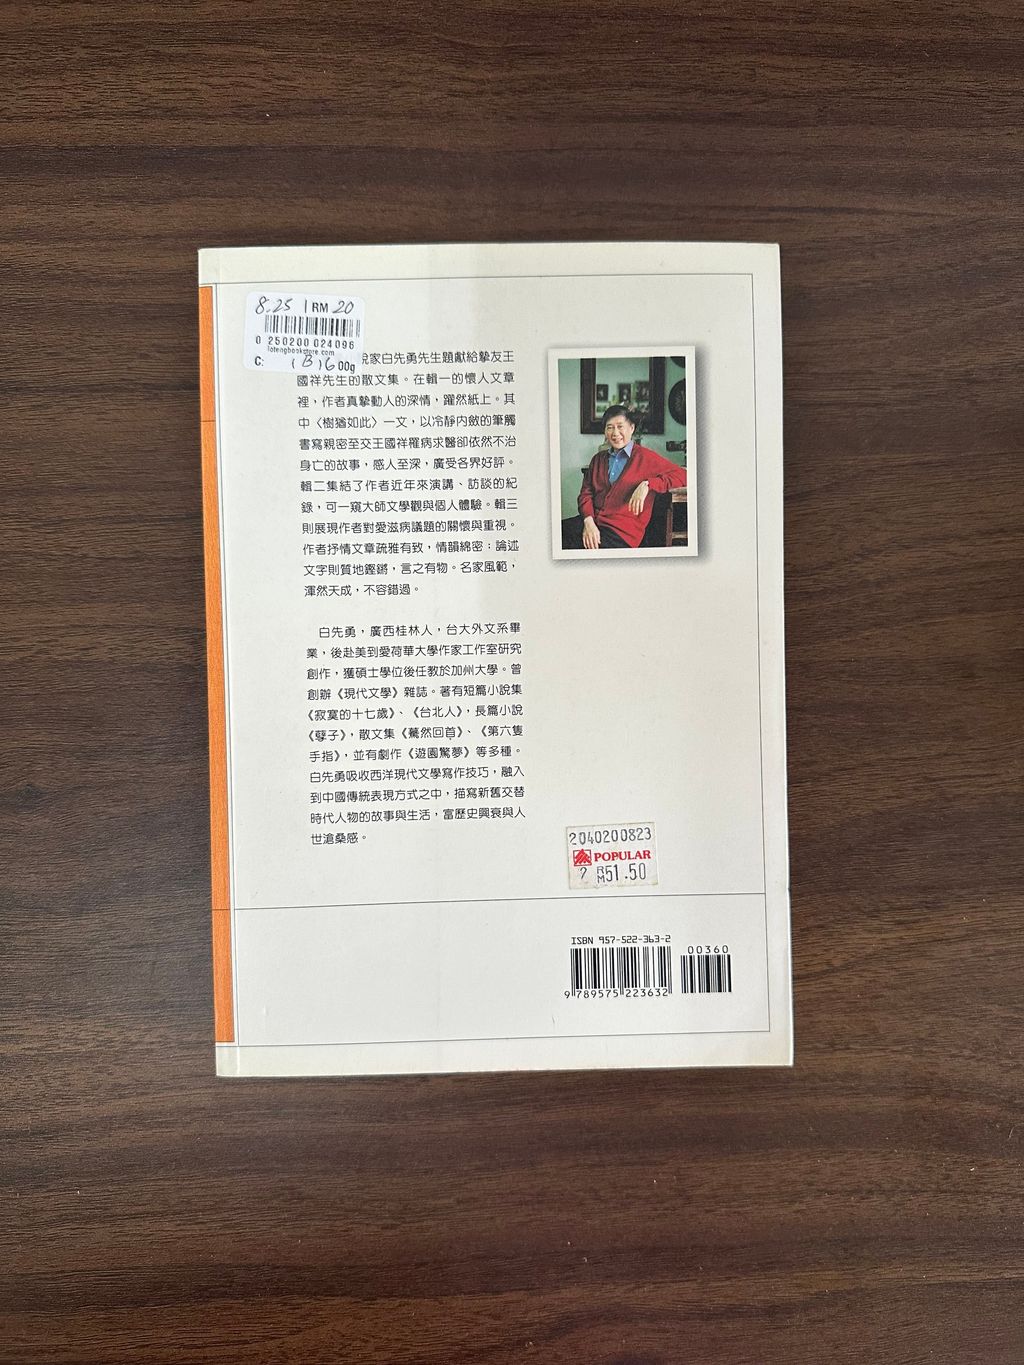 8.25 1 RM 20
0 250200 024096
lotengbookstore.com
C: 1B16 00g
說家白先勇先生題獻給摯友王
國祥先生的散文集。在輯一的懷人文章
裡，作者真摯動人的深情，躍然紙上。其
中〈樹猶如此〉一文，以冷靜內斂的筆觸
書寫親密至交王國祥罹病求醫卻依然不治
身亡的故事，感人至深，廣受各界好評。
輯二集結了作者近年來演講、訪談的紀
錄，可一窺大師文學觀與個人體驗。輯三
則展現作者對愛滋病議題的關懷與重視。
作者抒情文章疏雅有致，情韻綿密；論述
文字則質地鏗鏘，言之有物。名家風範，
渾然天成，不容錯過。
白先勇，廣西桂林人，台大外文系畢
業，後赴美到愛荷華大學作家工作室研究
創作，獲碩士學位後任教於加州大學。曾
創辦《現代文學》雜誌。著有短篇小說集
《寂寞的十七歲》、《台北人》，長篇小說
《孽子》，散文集《驀然回首》、《第六隻
手指》，並有劇作《遊園驚夢》等多種。
白先勇吸收西洋現代文學寫作技巧，融入
到中國傳統表現方式之中，描寫新舊交替
時代人物的故事與生活，富歷史興衰與人
世滄桑感。
2040200823
POPULAR
? RM51.50
ISBN 957-522-363-2
00360
9 789575 223632